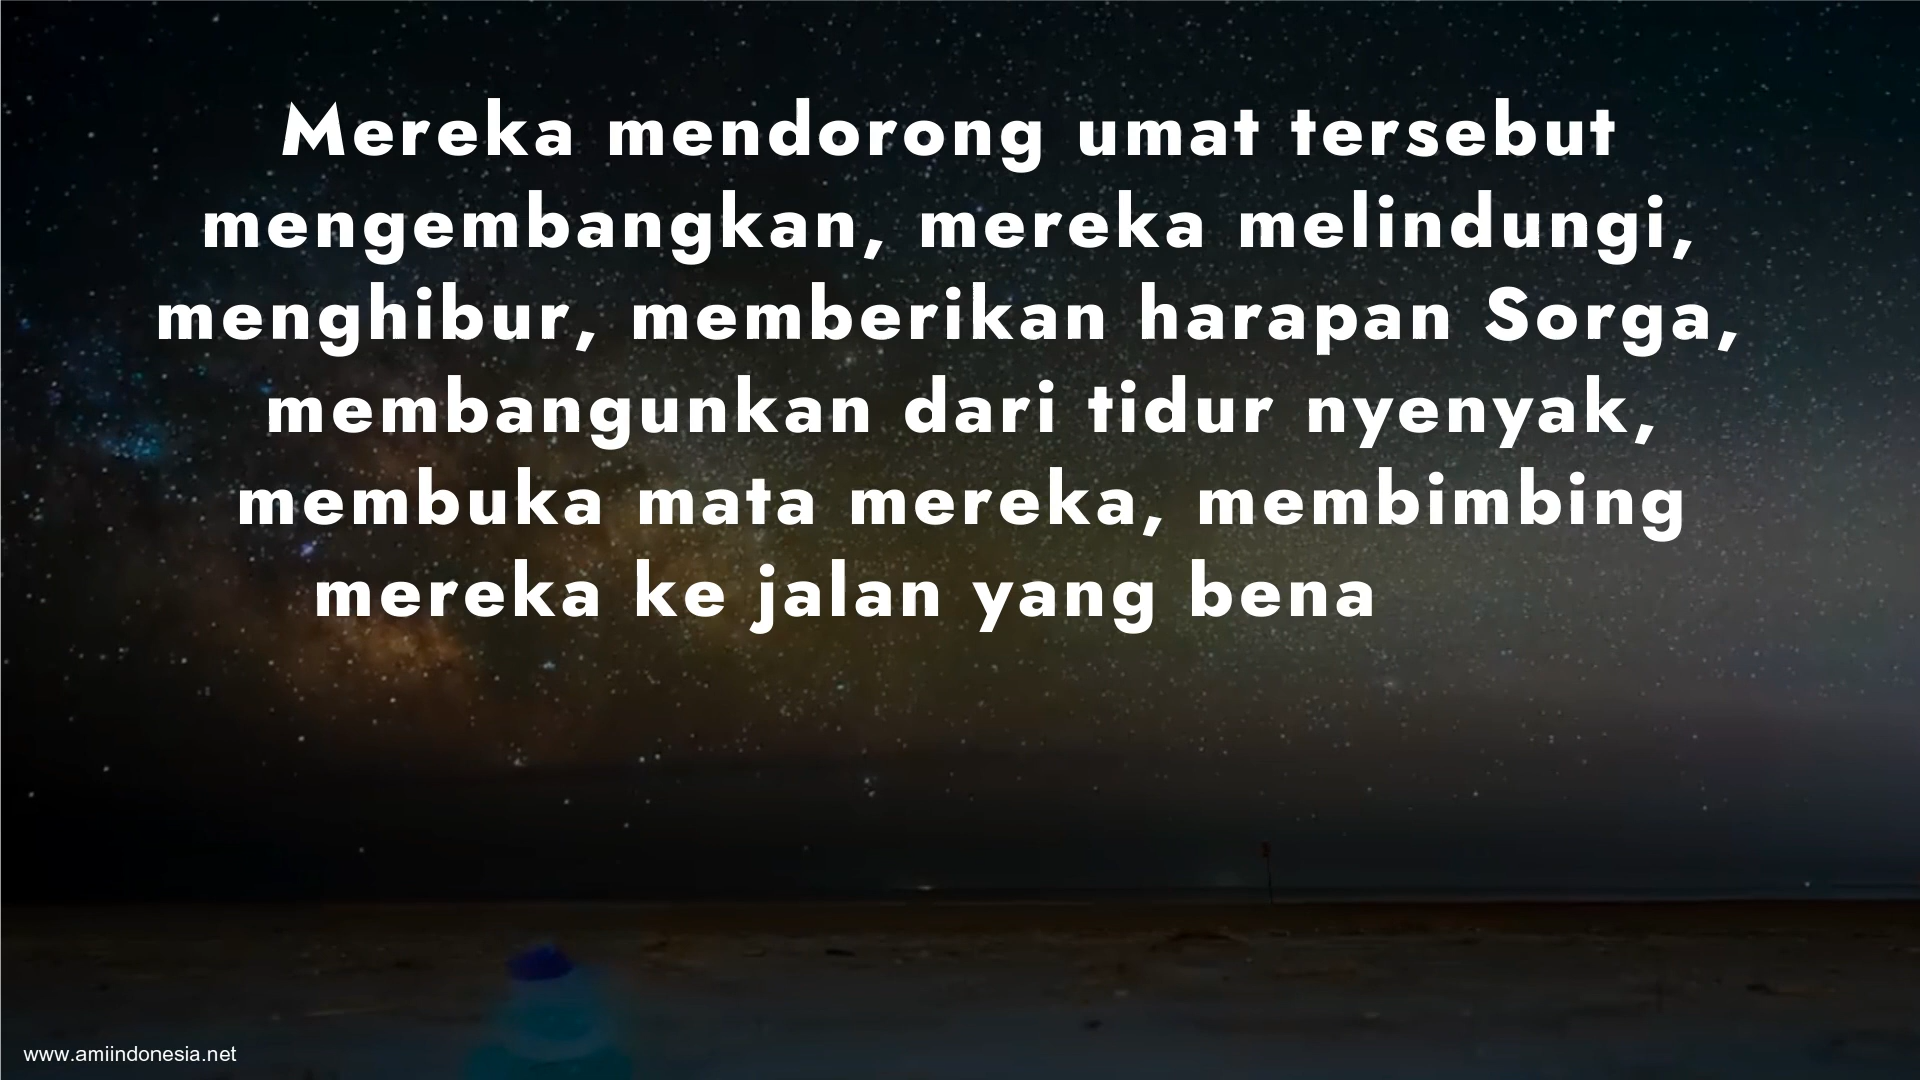 Mereka mendorong umat tersebut
mengembangkan, mereka melindungi,
menghibur, memberikan harapan Sorga,
membangunkan dari tidur nyenyak,
membuka mata mereka, membimbing
mereka ke jalan yang bena
www.amiindonesia.net